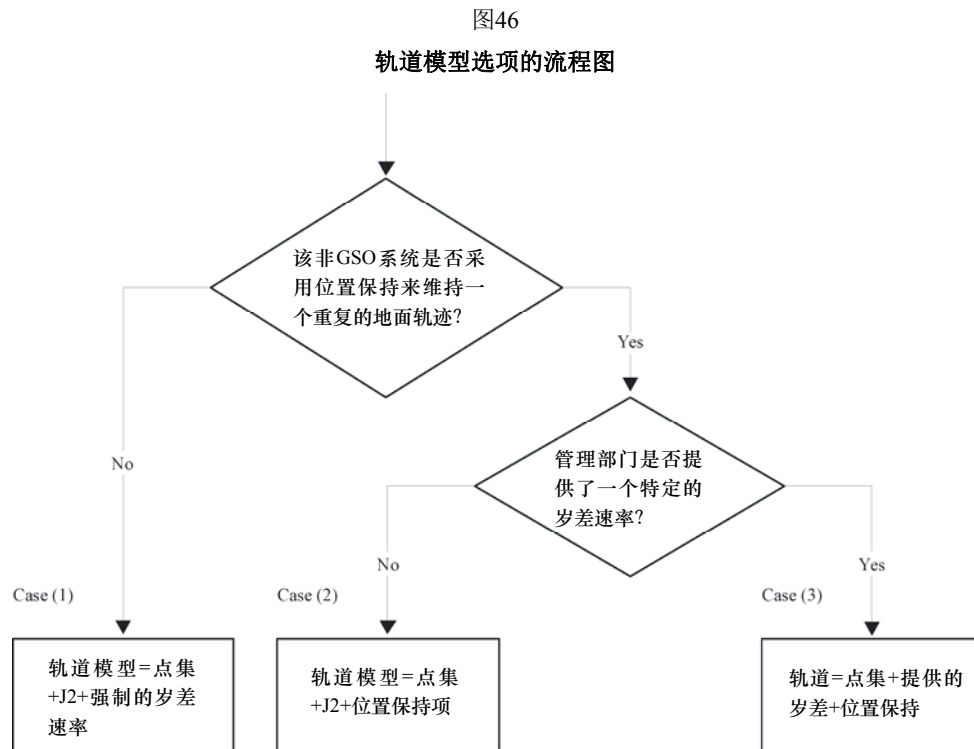 图46
轨道模型选项的流程图
该非GSO系统是否采
用位置保持来维持一
个重复的地面轨迹?
Yes
No
管理部门是否提
供了一个特定的
岁差速率?
No
Yes
Case (1)
Case (2)
Case (3)
轨道模型=点集
+J2+强制的岁差
速率
轨道模型=点集
+J2+位置保持项
轨道=点集+提供的
岁差+位置保持